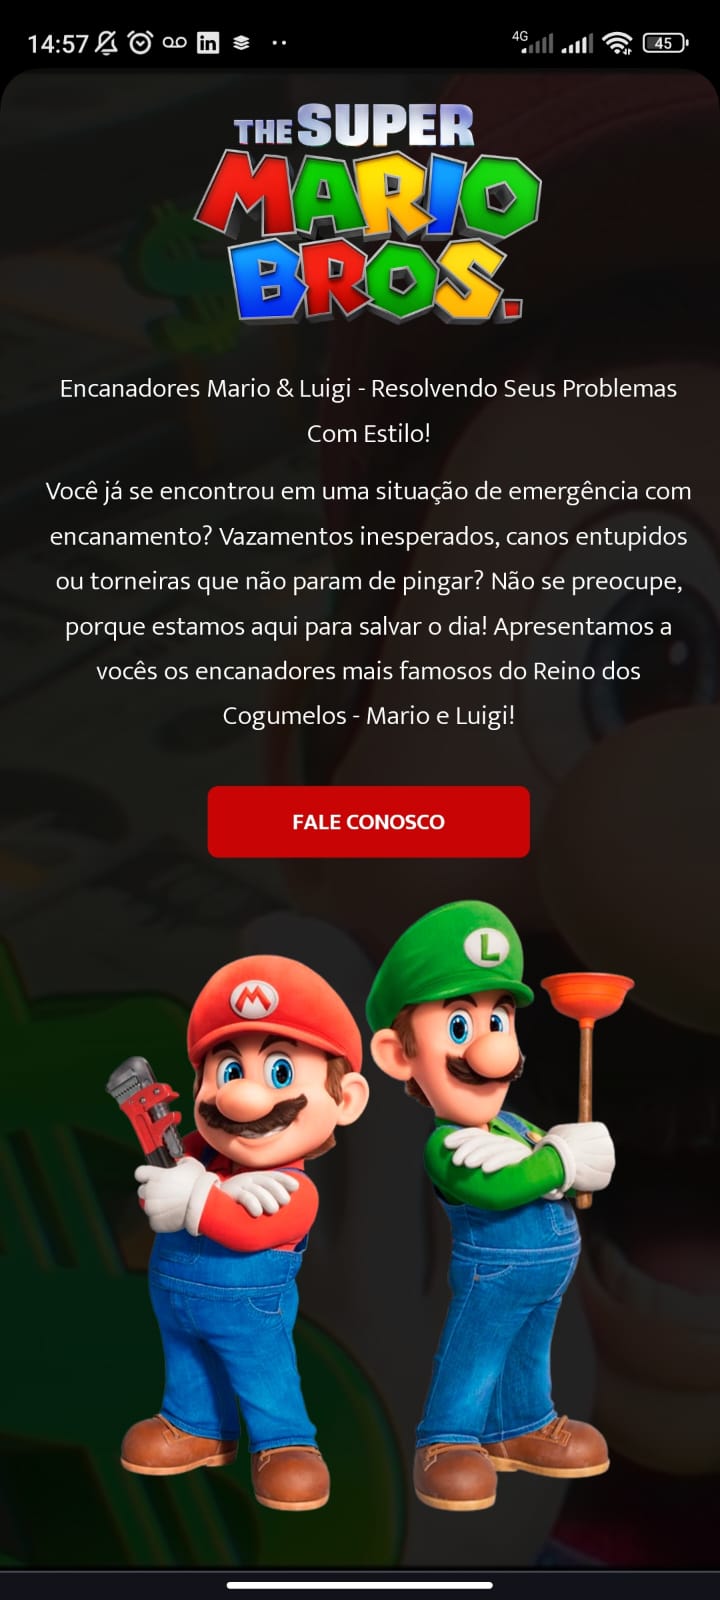 14:57
4G
45
THE SUPER
MARIO
BROS.
Encanadores Mario & Luigi - Resolvendo Seus Problemas
Com Estilo!
Você já se encontrou em uma situação de emergência com
encanamento? Vazamentos inesperados, canos entupidos
ou torneiras que não param de pingar? Não se preocupe,
porque estamos aqui para salvar o dia! Apresentamos a
vocês os encanadores mais famosos do Reino dos
Cogumelos - Mario e Luigi!
FALE CONOSCO
L
M